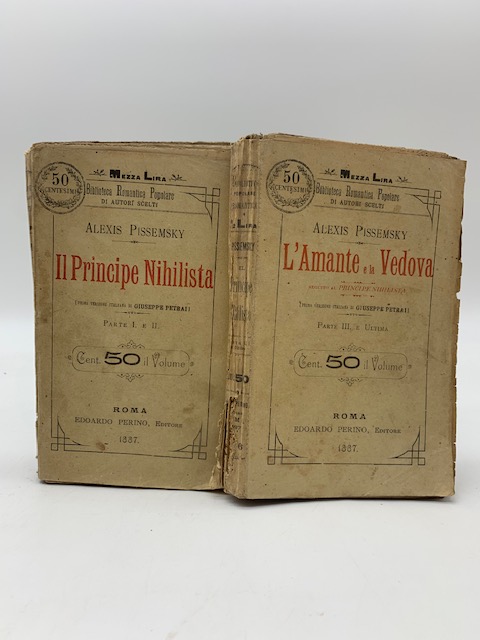 50
CENTESIMI
MEZZA LIRA
Biblioteca Romantica Popolare
DI AUTORI SCELTI
ALEXIS PISSEMSKY
Il Principe Nihilista
(PRIMA VERSIONE ITALIANA DI GIUSEPPE PETRAI)
PARTE I. E II.
Cent. 50 il Volume
ROMA
EDOARDO PERINO, EDITORE
1887.
PISSEMSKY
50
50
CENTESIMI
MEZZA LIRA
Biblioteca Romantica Popolare
DI AUTORI SCELTI
ALEXIS PISSEMSKY
L'Amante e la Vedova
SEGUITO AL PRINCIPE NIHILISTA
(PRIMA VERSIONE ITALIANA DI GIUSEPPE PETRAI)
PARTE III. E ULTIMA
Cent. 50 il Volume
ROMA
EDOARDO PERINO, EDITORE
1887.